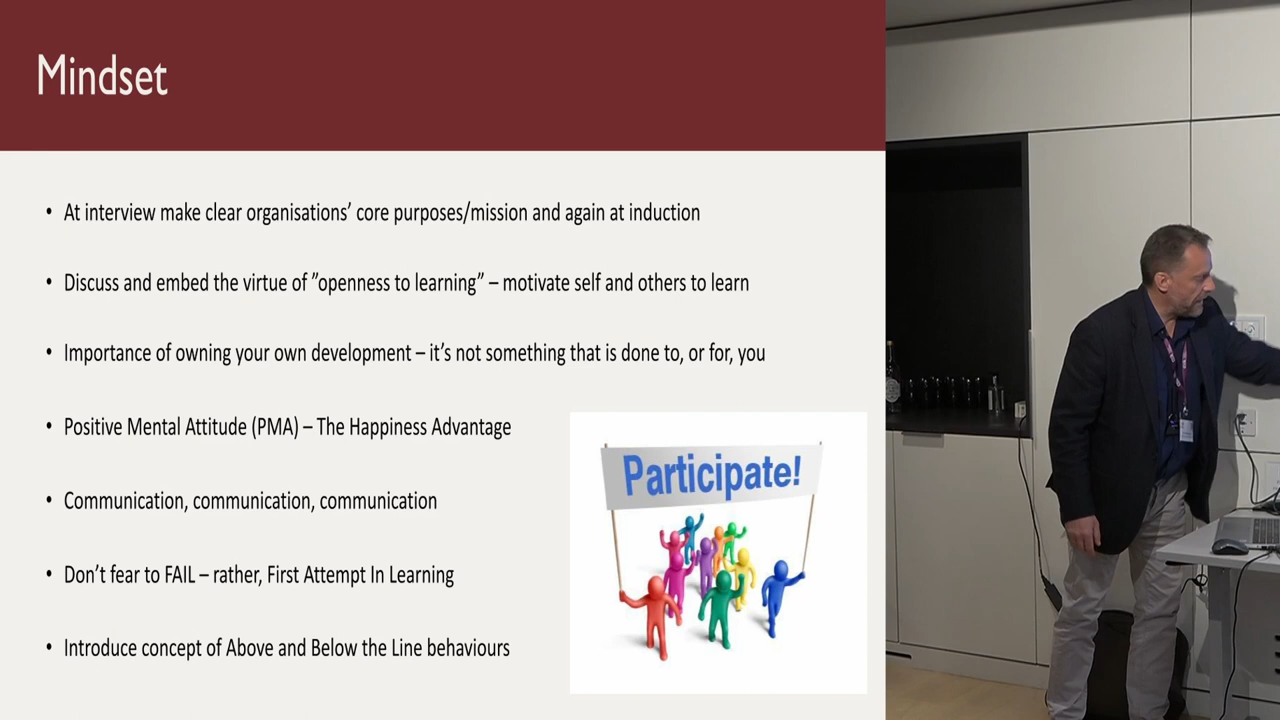 Mindset
• At interview make clear organisations’ core purposes/mission and again at induction
• Discuss and embed the virtue of ”openness to learning” – motivate self and others to learn
• Importance of owning your own development – it’s not something that is done to, or for, you
• Positive Mental Attitude (PMA) – The Happiness Advantage
• Communication, communication, communication
• Don’t fear to FAIL – rather, First Attempt In Learning
• Introduce concept of Above and Below the Line behaviours
Participate!